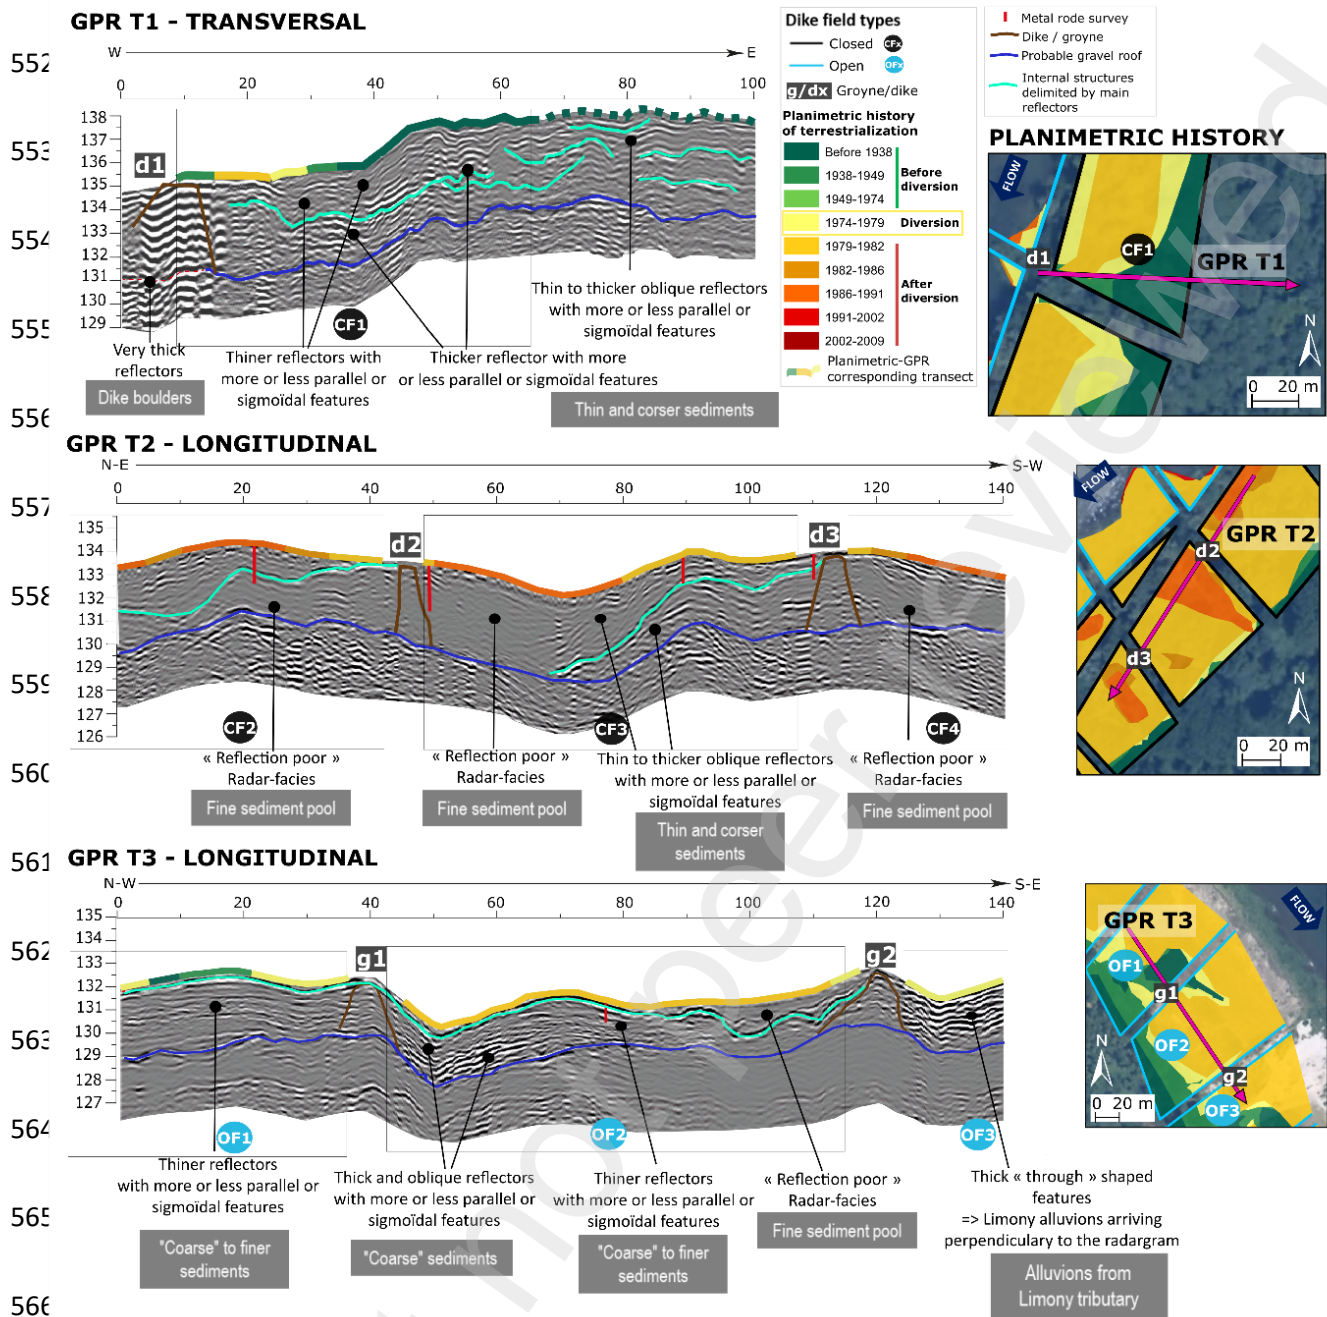 552
553
554
555
556
557
558
559
560
561
562
563
564
565
566
GPR T1 - TRANSVERSAL
W
E
0 20 40 60 80 100
138
137
136
135
134
133
132
131
130
129
d1
CF1
Very thick
reflectors
Dike boulders
Thiner reflectors with
more or less parallel or
sigmoïdal features
Thicker reflector with more
or less parallel or sigmoïdal features
Thin to thicker oblique reflectors
with more or less parallel or
sigmoïdal features
Thin and corser sediments
Dike field types
Closed CFx
Open OFx
g/dx Groyne/dike
Planimetric history
of terrestrialization
Before 1938
1938-1949
1949-1974
1974-1979
1979-1982
1982-1986
1986-1991
1991-2002
2002-2009
Before
diversion
Diversion
After
diversion
Planimetric-GPR
corresponding transect
Metal rode survey
Dike / groyne
Probable gravel roof
Internal structures
delimited by main
reflectors
PLANIMETRIC HISTORY
FLOW
d1
CF1
GPR T1
N
0 20 m
GPR T2 - LONGITUDINAL
N-E
S-W
0 20 40 60 80 100 120 140
135
134
133
132
131
130
129
128
127
126
d2
d3
CF2
CF3
CF4
« Reflection poor »
Radar-facies
Fine sediment pool
« Reflection poor »
Radar-facies
Fine sediment pool
Thin to thicker oblique reflectors
with more or less parallel or
sigmoïdal features
Thin and corser
sediments
« Reflection poor »
Radar-facies
Fine sediment pool
FLOW
GPR T2
d2
d3
N
0 20 m
GPR T3 - LONGITUDINAL
N-W
S-E
0 20 40 60 80 100 120 140
135
134
133
132
131
130
129
128
127
g1
g2
OF1
OF2
OF3
Thiner reflectors
with more or less parallel or
sigmoïdal features
"Coarse" to finer
sediments
Thick and oblique reflectors
with more or less parallel or
sigmoïdal features
"Coarse" sediments
Thiner reflectors
with more or less parallel or
sigmoïdal features
"Coarse" to finer
sediments
« Reflection poor »
Radar-facies
Fine sediment pool
Thick « through » shaped
features
=> Limony alluvions arriving
perpendiculary to the radargram
Alluvions from
Limony tributary
GPR T3
FLOW
OF1
g1
OF2
g2
OF3
N
0 20 m
not peer reviewed